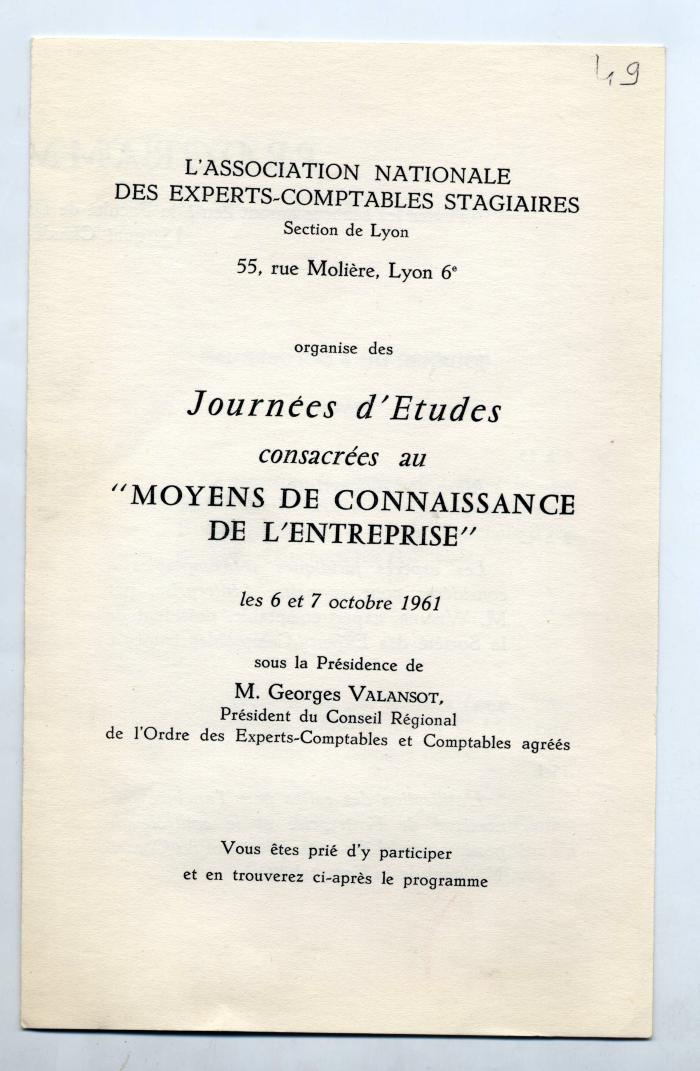 49
L'ASSOCIATION NATIONALE
DES EXPERTS-COMPTABLES STAGIAIRES
Section de Lyon
55, rue Molière, Lyon 6e
organise des
Journées d'Etudes
consacrées au
"MOYENS DE CONNAISSANCE
DE L'ENTREPRISE"
les 6 et 7 octobre 1961
sous la Présidence de
M. Georges VALANSOT,
Président du Conseil Régional
de l'Ordre des Experts-Comptables et Comptables agréés
Vous êtes prié d'y participer
et en trouverez ci-après le programme